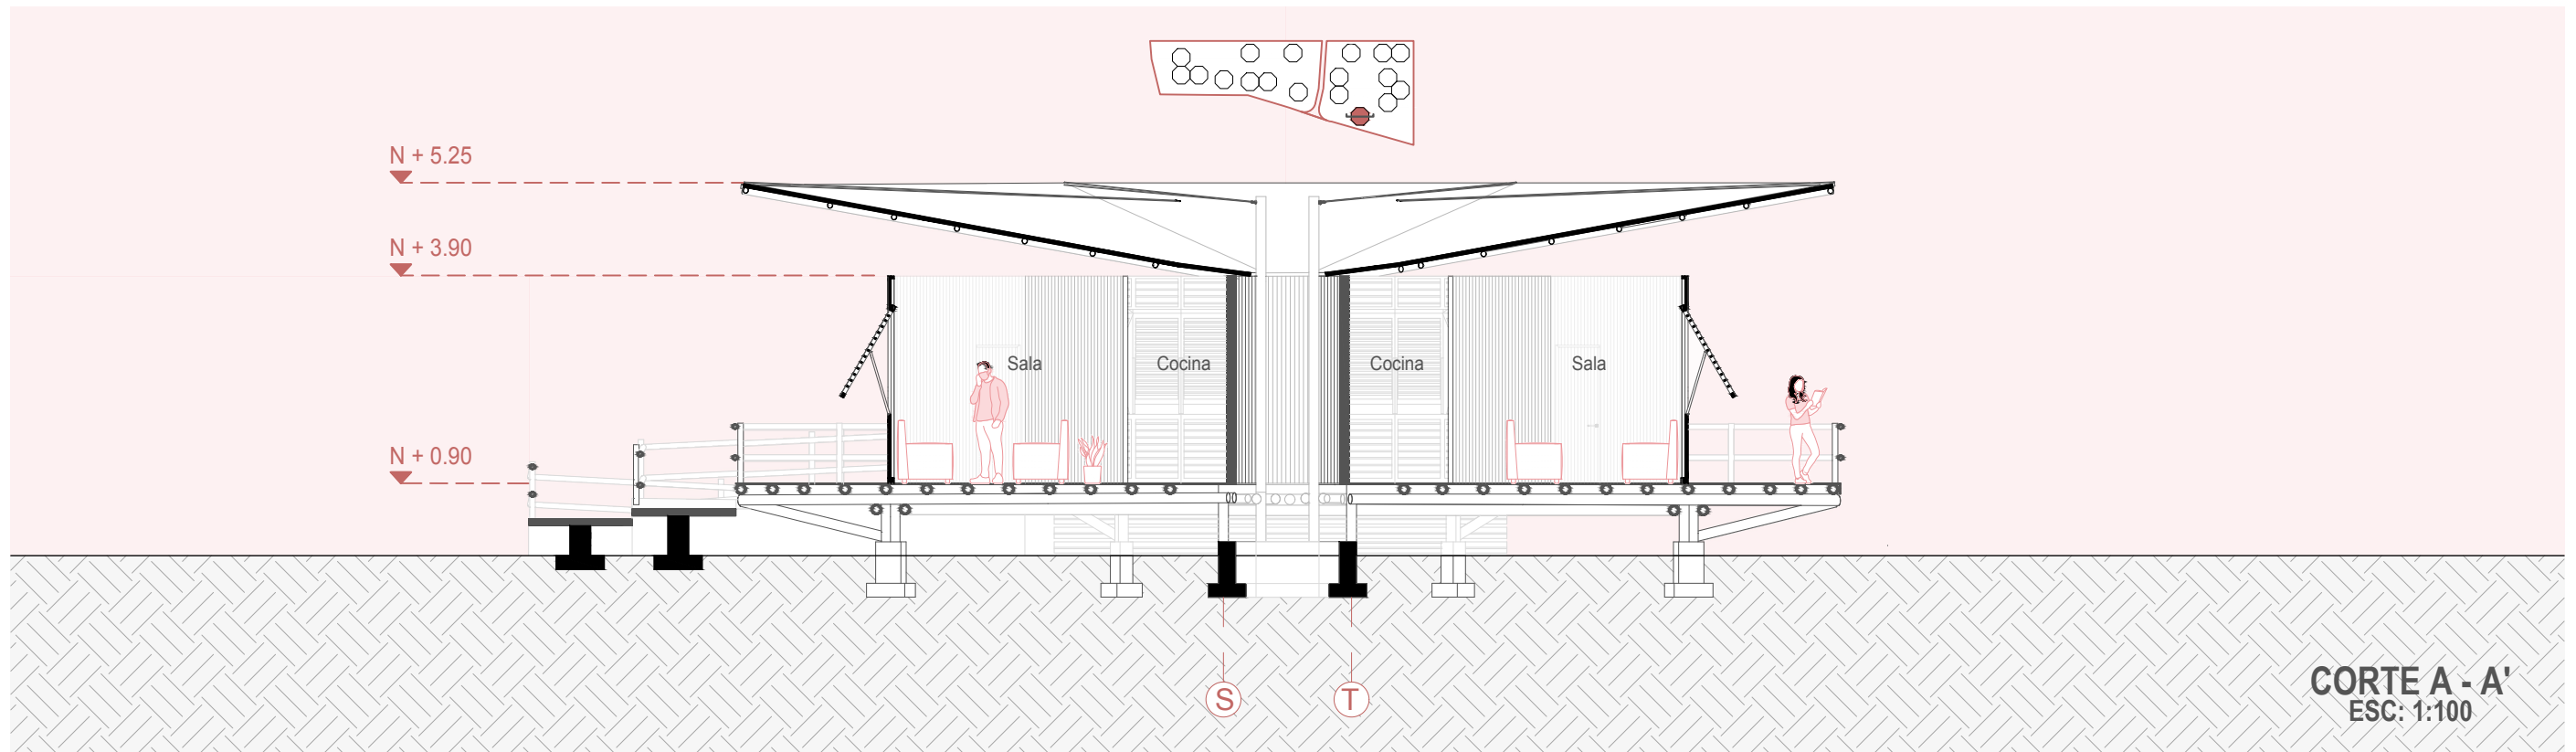 N + 5.25
N + 3.90
Sala
Cocina
Cocina
Sala
N + 0.90
S
T
CORTE A - A'
ESC: 1:100